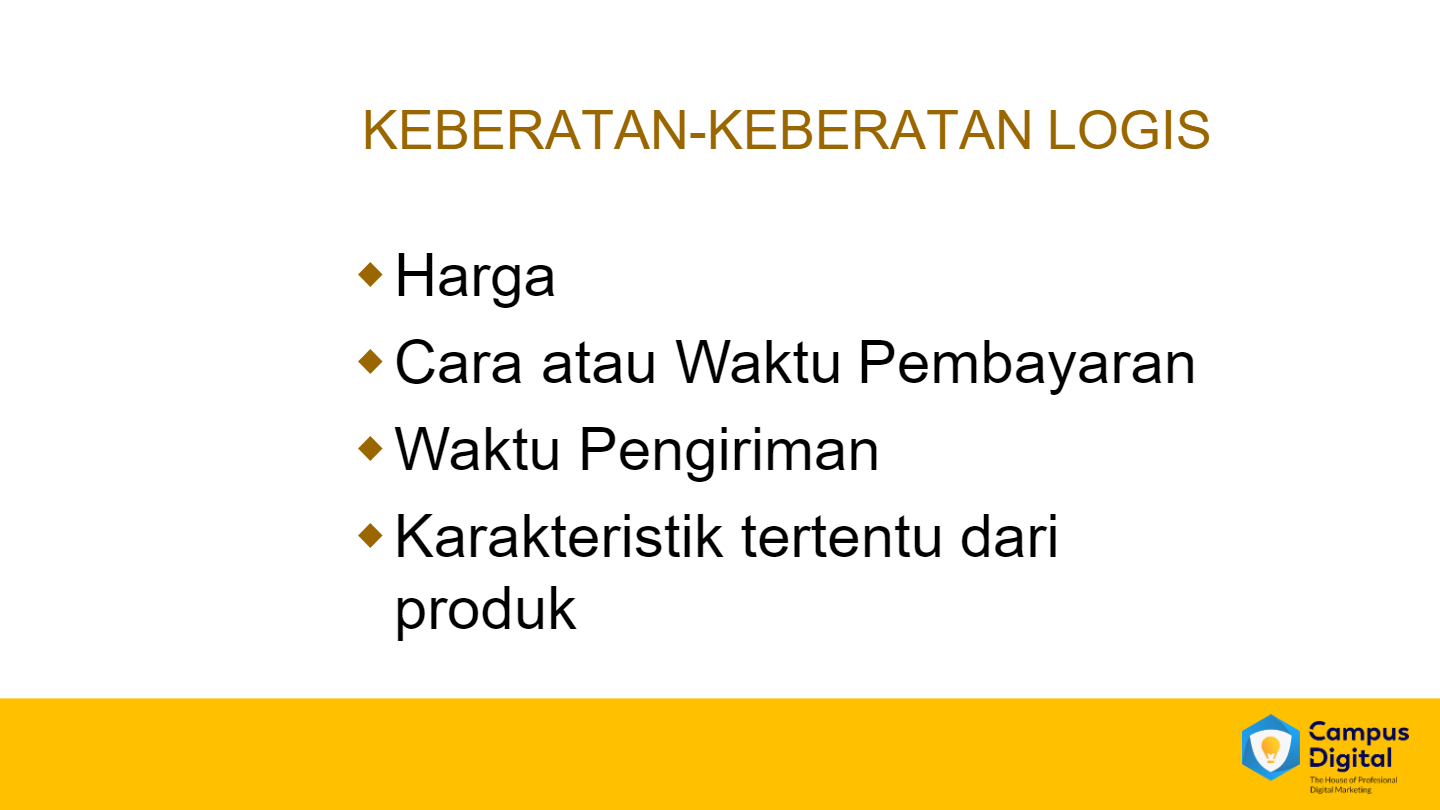 KEBERATAN-KEBERATAN LOGIS
Harga
Cara atau Waktu Pembayaran
Waktu Pengiriman
Karakteristik tertentu dari
produk
Campus
Digital
The House of Profesional
Digital Marketing